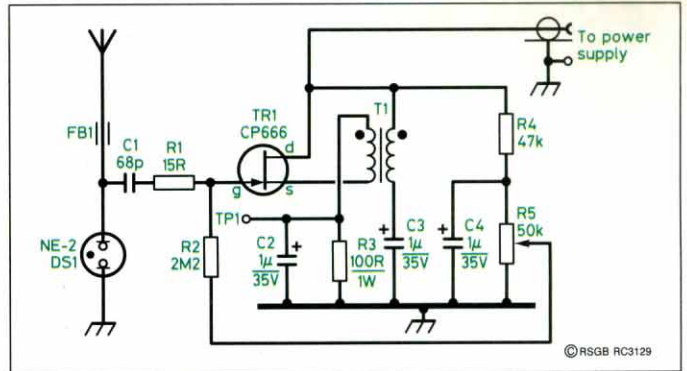 To power
supply
FB1
C1
68p
R1
15R
TR1
CP666
d
g
s
T1
R4
47k
TP1
NE-2
DS1
R2
2M2
C2
1µ
35V
R3
100R
1W
C3
1µ
35V
C4
1µ
35V
R5
50k
+
+
+
© RSGB RC3129